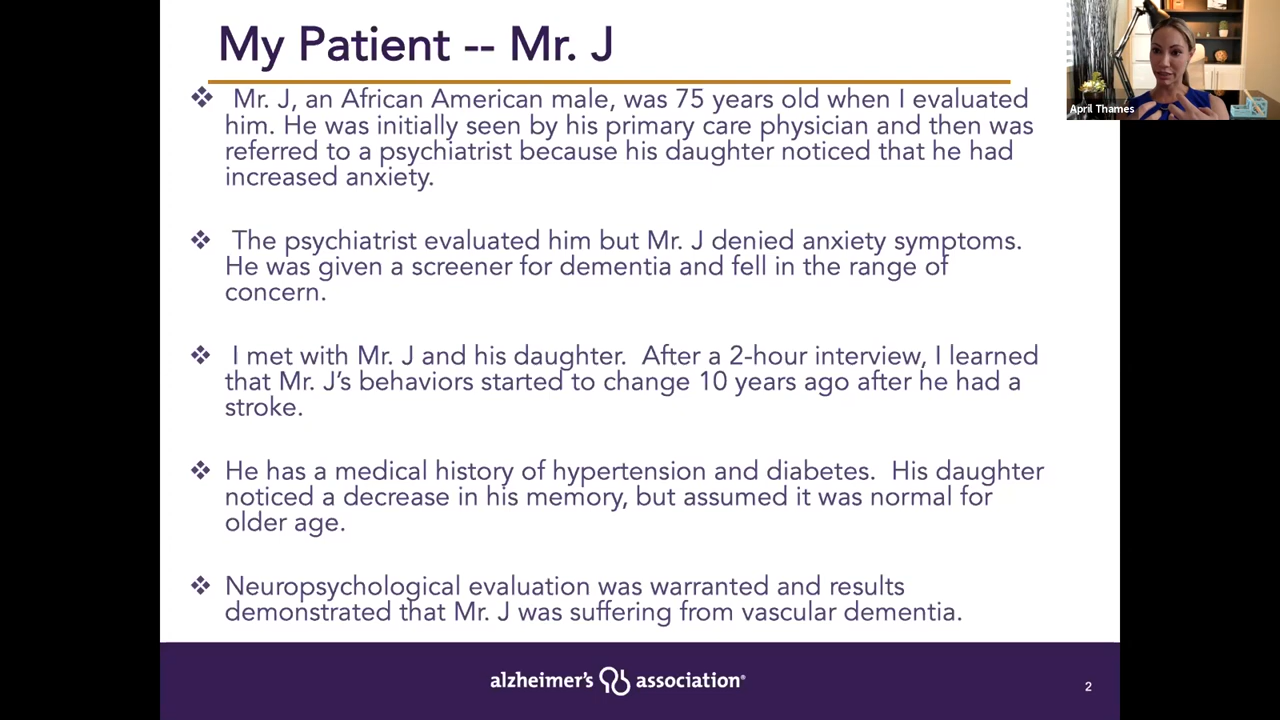 My Patient -- Mr. J
April Thames
❖ Mr. J, an African American male, was 75 years old when I evaluated
him. He was initially seen by his primary care physician and then was
referred to a psychiatrist because his daughter noticed that he had
increased anxiety.
❖ The psychiatrist evaluated him but Mr. J denied anxiety symptoms.
He was given a screener for dementia and fell in the range of
concern.
❖ I met with Mr. J and his daughter.  After a 2-hour interview, I learned
that Mr. J’s behaviors started to change 10 years ago after he had a
stroke.
❖ He has a medical history of hypertension and diabetes.  His daughter
noticed a decrease in his memory, but assumed it was normal for
older age.
❖ Neuropsychological evaluation was warranted and results
demonstrated that Mr. J was suffering from vascular dementia.
alzheimer’s association®
2